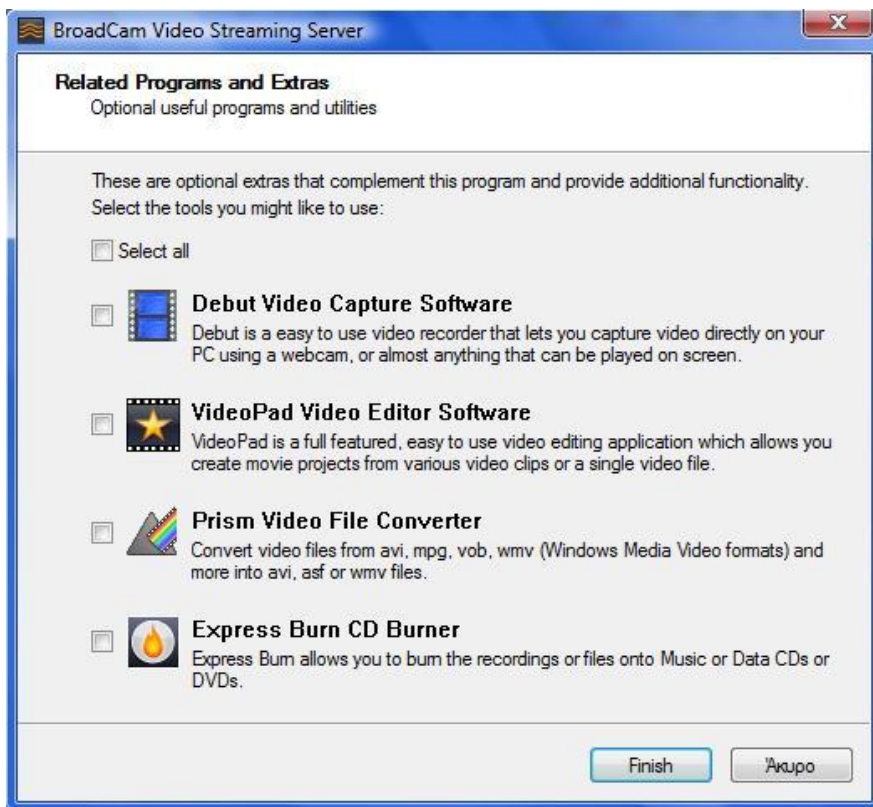 BroadCam Video Streaming Server
Related Programs and Extras
Optional useful programs and utilities
These are optional extras that complement this program and provide additional functionality.
Select the tools you might like to use:
Select all
Debut Video Capture Software
Debut is a easy to use video recorder that lets you capture video directly on your
PC using a webcam, or almost anything that can be played on screen.
VideoPad Video Editor Software
VideoPad is a full featured, easy to use video editing application which allows you
create movie projects from various video clips or a single video file.
Prism Video File Converter
Convert video files from avi, mpg, vob, wmv (Windows Media Video formats) and
more into avi, asf or wmv files.
Express Burn CD Burner
Express Burn allows you to burn the recordings or files onto Music or Data CDs or
DVDs.
Finish
Άκυρο